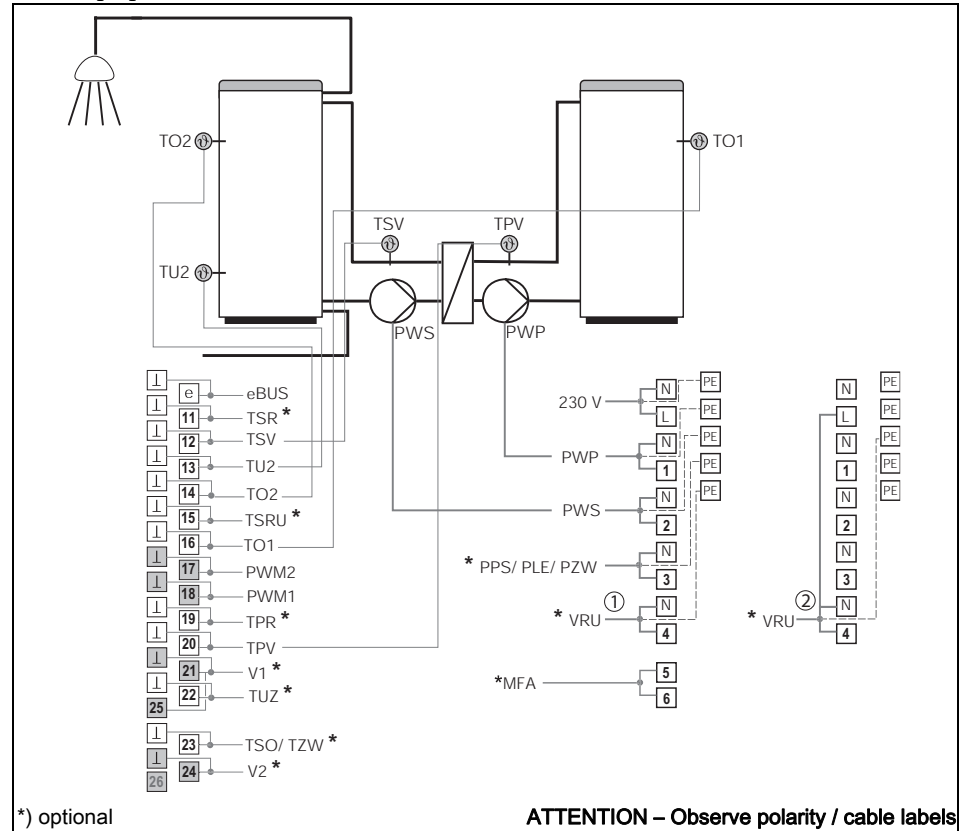 TO2 ϑ
ϑ TO1
TSV TPV
ϑ ϑ
TU2 ϑ
PWS PWP
⊥
e eBUS
⊥
11 TSR *
⊥
12 TSV
⊥
13 TU2
⊥
14 TO2
⊥
15 TSRU *
⊥
16 TO1
⊥
17 PWM2
⊥
18 PWM1
⊥
19 TPR *
⊥
20 TPV
⊥
21 V1 *
⊥
22 TUZ *
25
⊥
23 TSO/ TZW *
⊥
24 V2 *
26
230 V N PE
L PE
PWP N PE
1 PE
PWS N PE
2
* PPS/ PLE/ PZW N
3
* VRU ① N
4
*MFA 5
6
N PE
L PE
N PE
1 PE
N PE
2
N
3
* VRU ② N
4
*) optional
ATTENTION – Observe polarity / cable labels